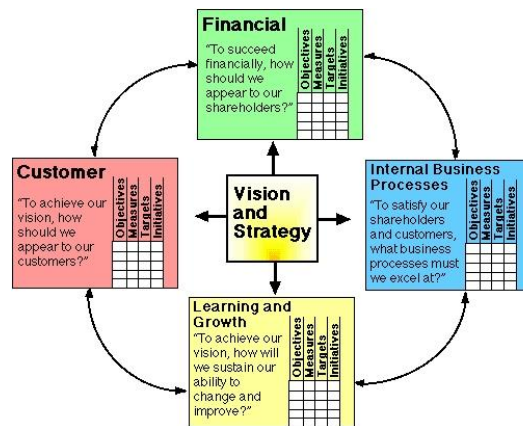 Financial
"To succeed
financially, how
should we
appear to our
shareholders?"
Objectives
Measures
Targets
Initiatives
Customer
"To achieve our
vision, how
should we
appear to our
customers?"
Objectives
Measures
Targets
Initiatives
Vision
and
Strategy
Internal Business
Processes
"To satisfy our
shareholders
and customers,
what business
processes must
we excel at?"
Objectives
Measures
Targets
Initiatives
Learning and
Growth
"To achieve our
vision, how will
we sustain our
ability to
change and
improve?"
Objectives
Measures
Targets
Initiatives